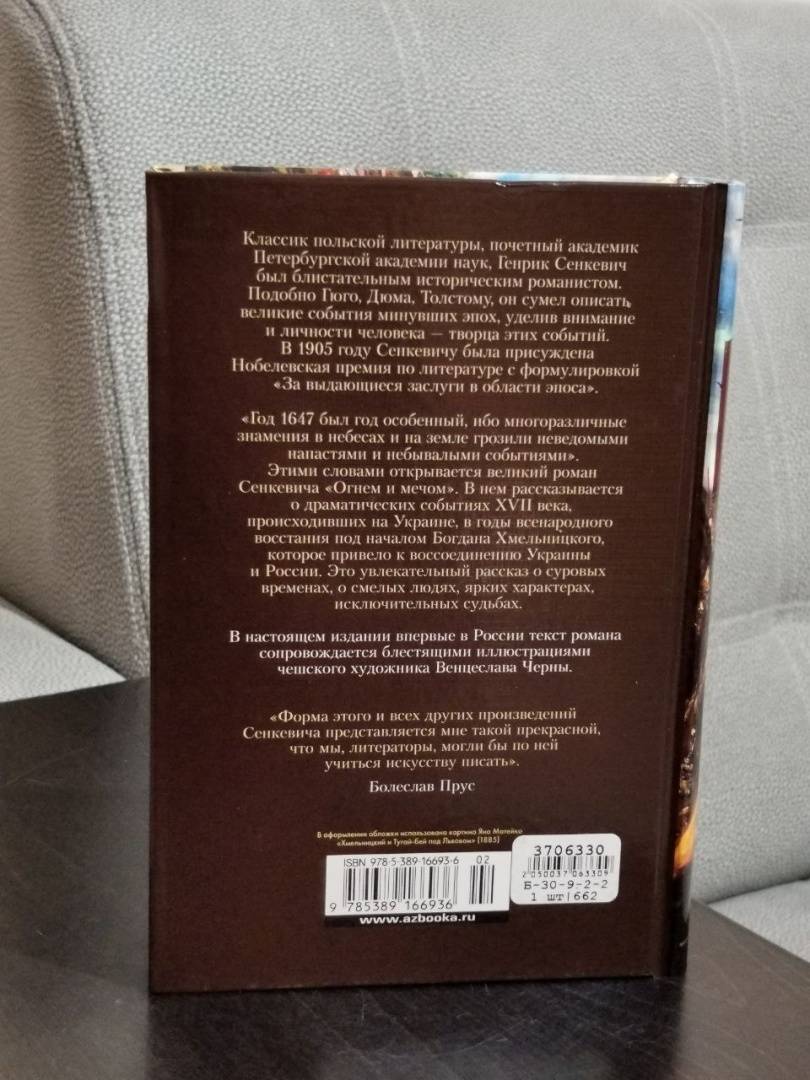 Классик польской литературы, почетный академик
Петербургской академии наук, Генрик Сенкевич
был блистательным историческим романистом.
Подобно Гюго, Дюма, Толстому, он сумел описать
великие события минувших эпох, уделив внимание
и личности человека — творца этих событий.
В 1905 году Сенкевичу была присуждена
Нобелевская премия по литературе с формулировкой
«За выдающиеся заслуги в области эпоса».
«Год 1647 был год особенный, ибо многоразличные
знамения в небесах и на земле грозили неведомыми
напастями и небывалыми событиями».
Этими словами открывается великий роман
Сенкевича «Огнем и мечом». В нем рассказывается
о драматических событиях XVII века,
происходивших на Украине, в годы всенародного
восстания под началом Богдана Хмельницкого,
которое привело к воссоединению Украины
и России. Это увлекательный рассказ о суровых
временах, о смелых людях, ярких характерах,
исключительных судьбах.
В настоящем издании впервые в России текст романа
сопровождается блестящими иллюстрациями
чешского художника Венцеслава Черны.
«Форма этого и всех других произведений
Сенкевича представляется мне такой прекрасной,
что мы, литераторы, могли бы по ней
учиться искусству писать».
Болеслав Прус
В оформлении обложки использована картина Яна Матейко
«Хмельницкий и Тугай-бей под Львовом» (1885)
ISBN 978-5-389-16693-6 02
9 785389 166936
www.azbooka.ru
3706330
2 050037 063309
Б-30-9-2-2
1 шт|662